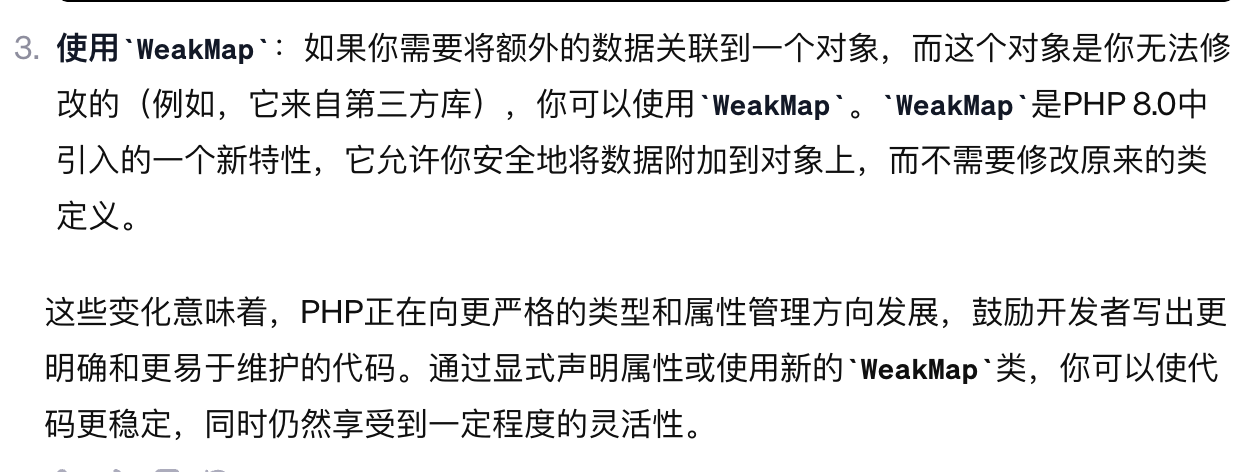 3. 使用`WeakMap`：如果你需要将额外的数据关联到一个对象，而这个对象是你无法修
改的（例如，它来自第三方库），你可以使用`WeakMap`。`WeakMap`是PHP 8.0中
引入的一个新特性，它允许你安全地将数据附加到对象上，而不需要修改原来的类
定义。
这些变化意味着，PHP正在向更严格的类型和属性管理方向发展，鼓励开发者写出更
明确和更易于维护的代码。通过显式声明属性或使用新的`WeakMap`类，你可以使代
码更稳定，同时仍然享受到一定程度的灵活性。